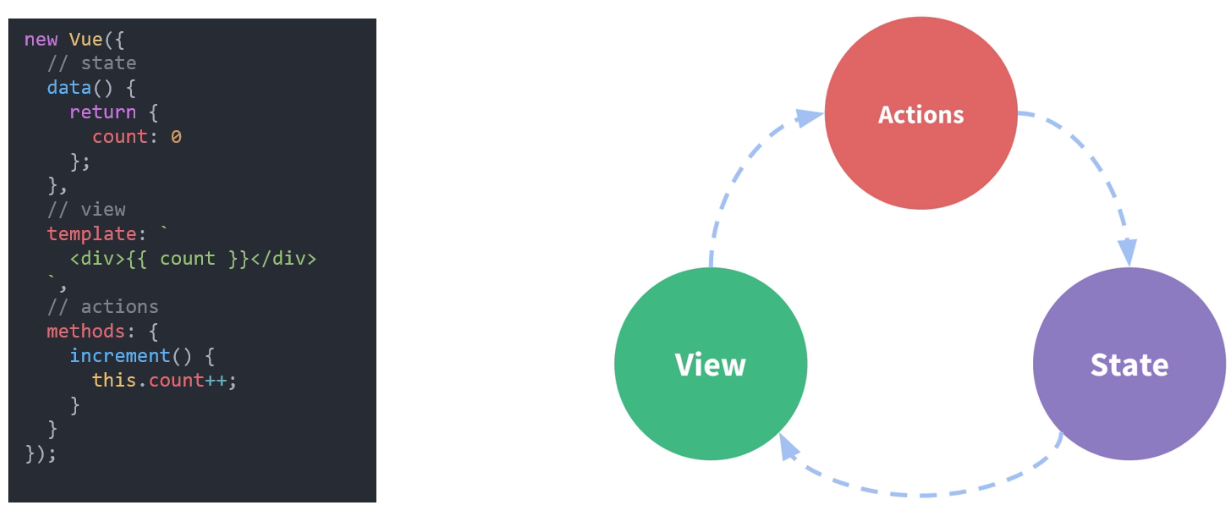 new Vue({
  // state
  data() {
    return {
      count: 0
    };
  },
  // view
  template: `
    <div>{{ count }}</div>
  `,
  // actions
  methods: {
    increment() {
      this.count++;
    }
  }
});
Actions
View
State